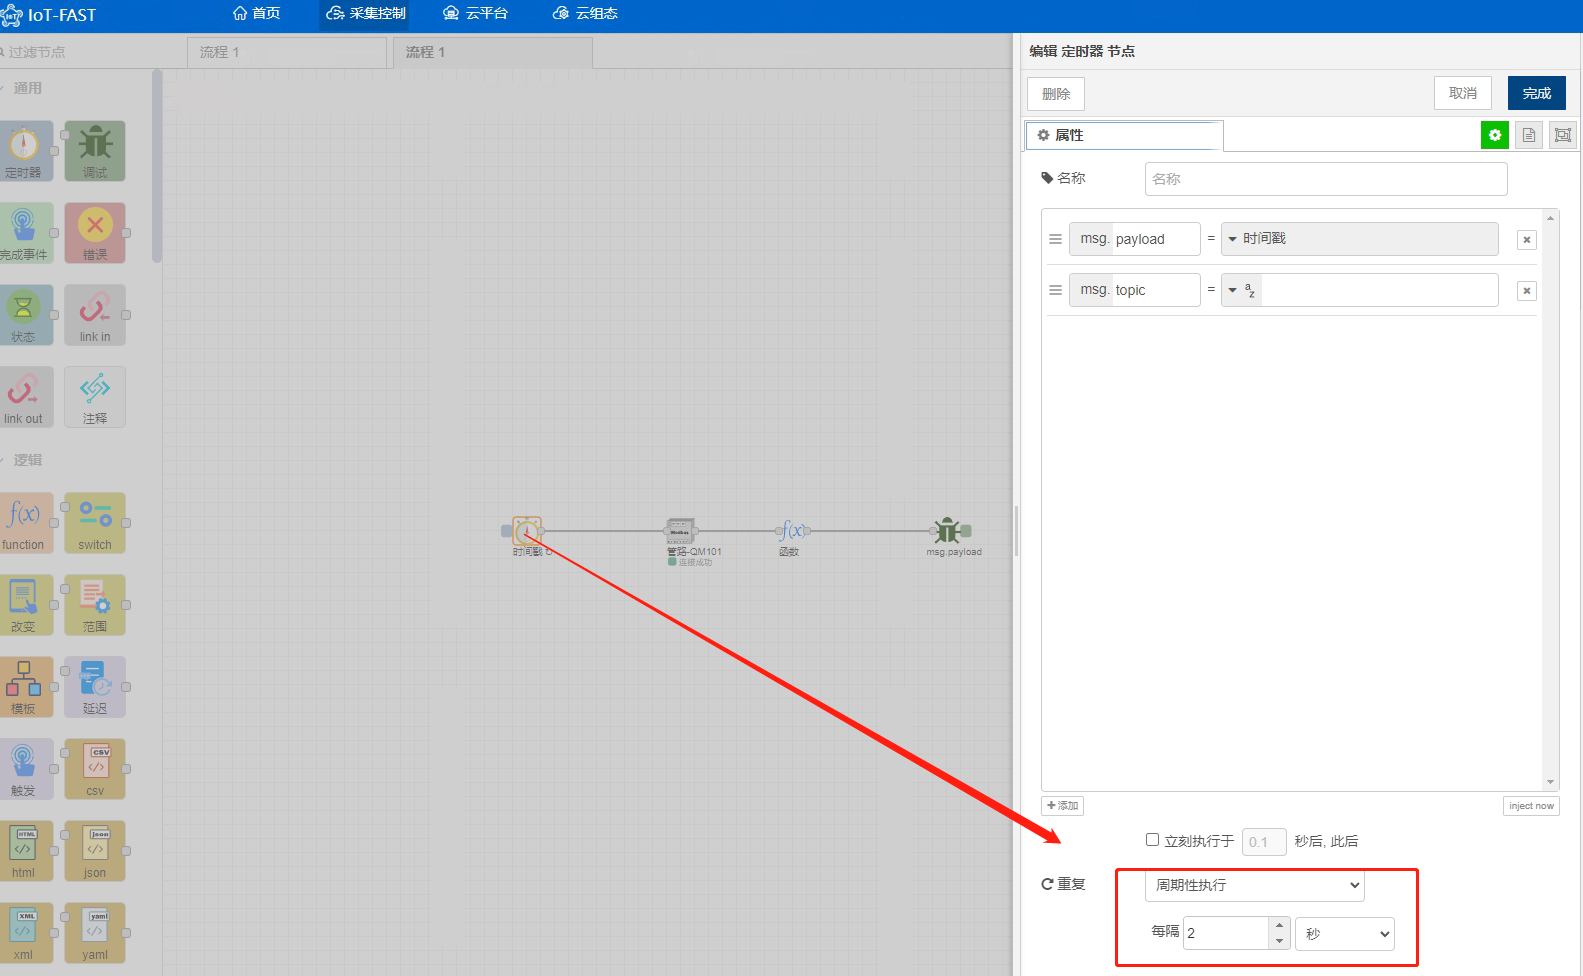 IoT-FAST 首页 采集控制 云平台 云组态
过滤节点 流程 1 流程 1
编辑 定时器 节点
删除 取消 完成
属性
通用
定时器 调试
完成事件 错误
状态 link in
link out 注释
逻辑
function switch
改变 范围
模板 延迟
触发 csv
html json
xml yaml
时间戳 ↻ 管路-QM101 函数 msg.payload
连接成功
名称 名称
msg. payload = 时间戳
msg. topic = a z
添加 inject now
立刻执行于 0.1 秒后, 此后
重复 周期性执行
每隔 2 秒